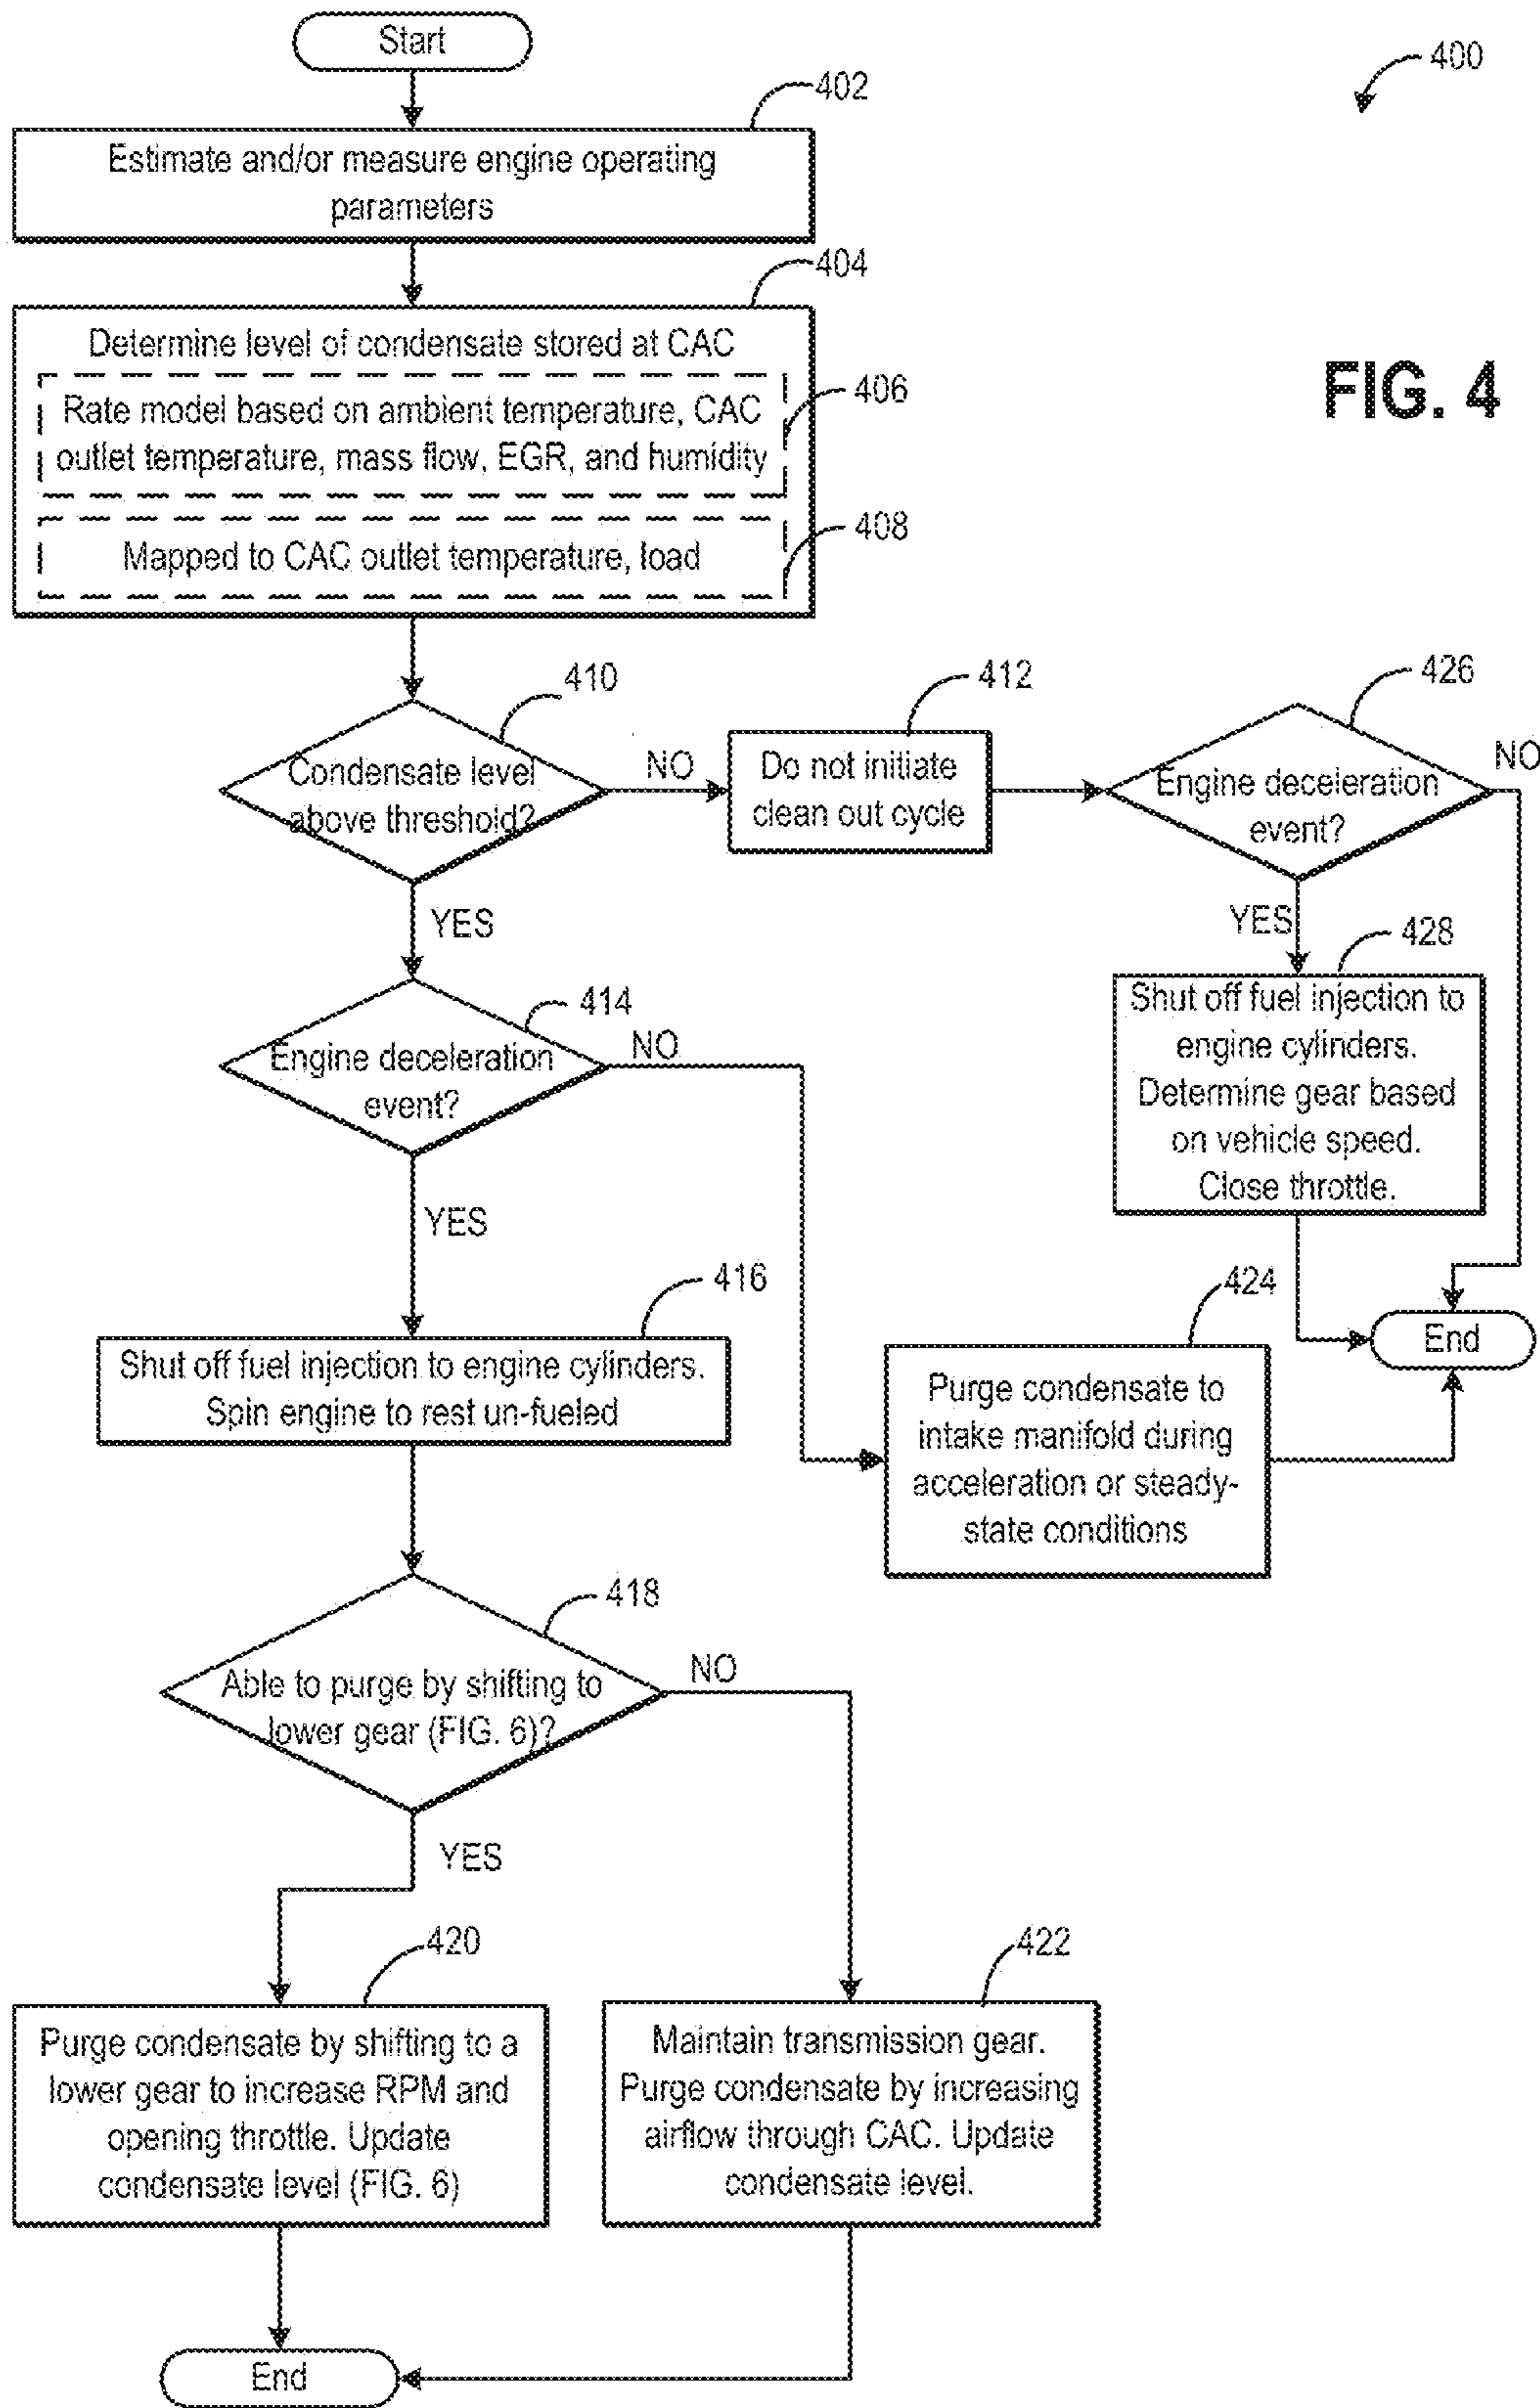 Start
400
402
Estimate and/or measure engine operating
parameters
404
FIG. 4
Determine level of condensate stored at CAC
406
Rate model based on ambient temperature, CAC
outlet temperature, mass flow, EGR, and humidity
408
Mapped to CAC outlet temperature, load
410
412
426
Condensate level
above threshold?
NO
Do not initiate
clean out cycle
Engine deceleration
event?
NO
YES
YES
428
414
Engine deceleration
event?
NO
Shut off fuel injection to
engine cylinders.
Determine gear based
on vehicle speed.
Close throttle.
YES
416
424
End
Shut off fuel injection to engine cylinders.
Spin engine to rest un-fueled
Purge condensate to
intake manifold during
acceleration or steady-
state conditions
418
Able to purge by shifting to
lower gear (FIG. 6)?
NO
YES
420
422
Purge condensate by shifting to a
lower gear to increase RPM and
opening throttle. Update
condensate level (FIG. 6)
Maintain transmission gear.
Purge condensate by increasing
airflow through CAC. Update
condensate level.
End